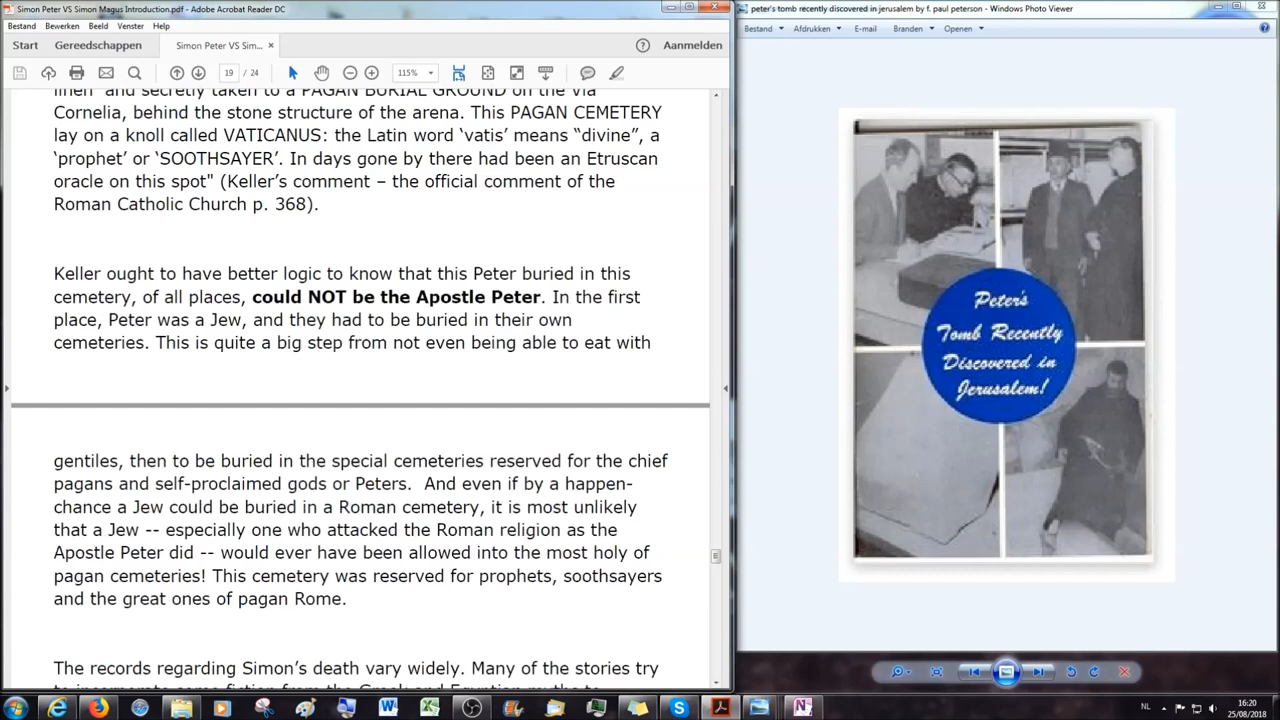 Simon Peter VS Simon Magus Introduction.pdf - Adobe Acrobat Reader DC
Bestand Bewerken Beeld Venster Help
Start Gereedschappen Simon Peter VS Sim... × Aanmelden
19 / 24 115%
linen" and secretly taken to a PAGAN BURIAL GROUND on the Via
Cornelia, behind the stone structure of the arena. This PAGAN CEMETERY
lay on a knoll called VATICANUS: the Latin word ‘vatis’ means “divine”, a
‘prophet’ or ‘SOOTHSAYER’. In days gone by there had been an Etruscan
oracle on this spot" (Keller’s comment – the official comment of the
Roman Catholic Church p. 368).
Keller ought to have better logic to know that this Peter buried in this
cemetery, of all places, could NOT be the Apostle Peter. In the first
place, Peter was a Jew, and they had to be buried in their own
cemeteries. This is quite a big step from not even being able to eat with
gentiles, then to be buried in the special cemeteries reserved for the chief
pagans and self-proclaimed gods or Peters. And even if by a happen-
chance a Jew could be buried in a Roman cemetery, it is most unlikely
that a Jew -- especially one who attacked the Roman religion as the
Apostle Peter did -- would ever have been allowed into the most holy of
pagan cemeteries! This cemetery was reserved for prophets, soothsayers
and the great ones of pagan Rome.
The records regarding Simon’s death vary widely. Many of the stories try
peter's tomb recently discovered in jerusalem by f. paul peterson - Windows Photo Viewer
Bestand Afdrukken E-mail Branden Openen
Peter's
Tomb Recently
Discovered in
Jerusalem!
NL 16:20
25/08/2018